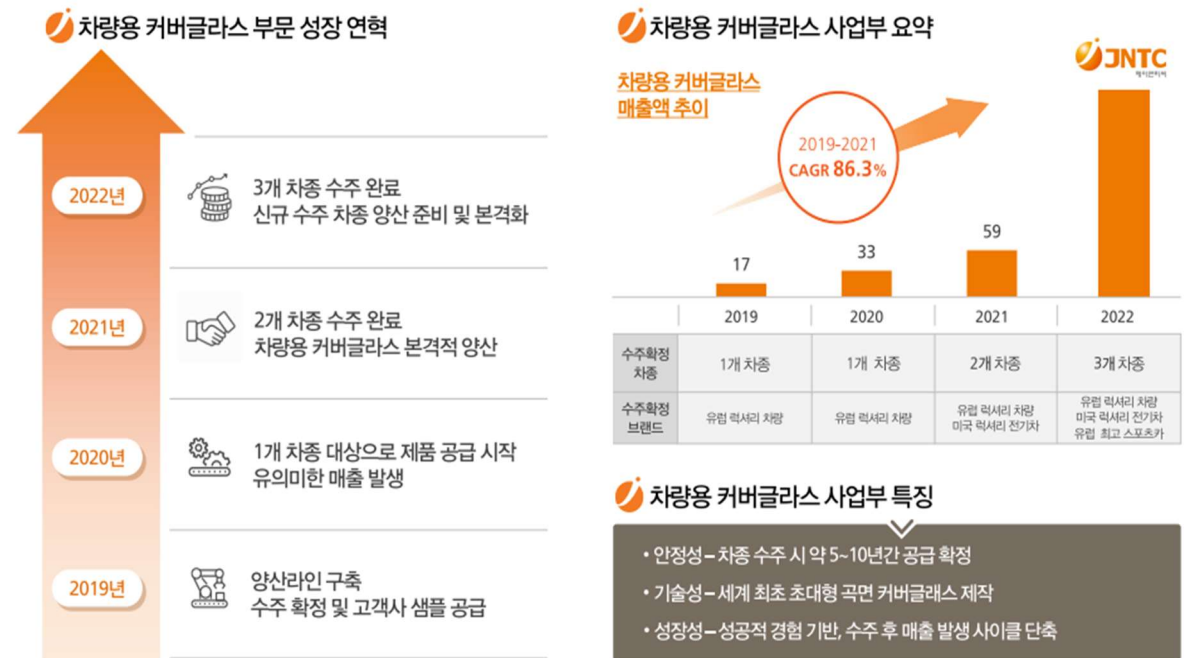 차량용 커버글라스 부문 성장 연혁
2022년
3개 차종 수주 완료
신규 수주 차종 양산 준비 및 본격화
2021년
2개 차종 수주 완료
차량용 커버글라스 본격적 양산
2020년
1개 차종 대상으로 제품 공급 시작
유의미한 매출 발생
2019년
양산라인 구축
수주 확정 및 고객사 샘플 공급
차량용 커버글라스 사업부 요약
JNTC
제이앤티씨
차량용 커버글라스
매출액 추이
2019-2021
CAGR 86.3%
17
33
59
2019 2020 2021 2022
수주확정
차종
1개 차종 1개 차종 2개 차종 3개 차종
수주확정
브랜드
유럽 럭셔리 차량
유럽 럭셔리 차량
유럽 럭셔리 차량
미국 럭셔리 전기차
유럽 럭셔리 차량
미국 럭셔리 전기차
유럽 최고 스포츠카
차량용 커버글라스 사업부 특징
• 안정성 – 차종 수주 시 약 5~10년간 공급 확정
• 기술성 – 세계 최초 초대형 곡면 커버글래스 제작
• 성장성 – 성공적 경험 기반, 수주 후 매출 발생 사이클 단축